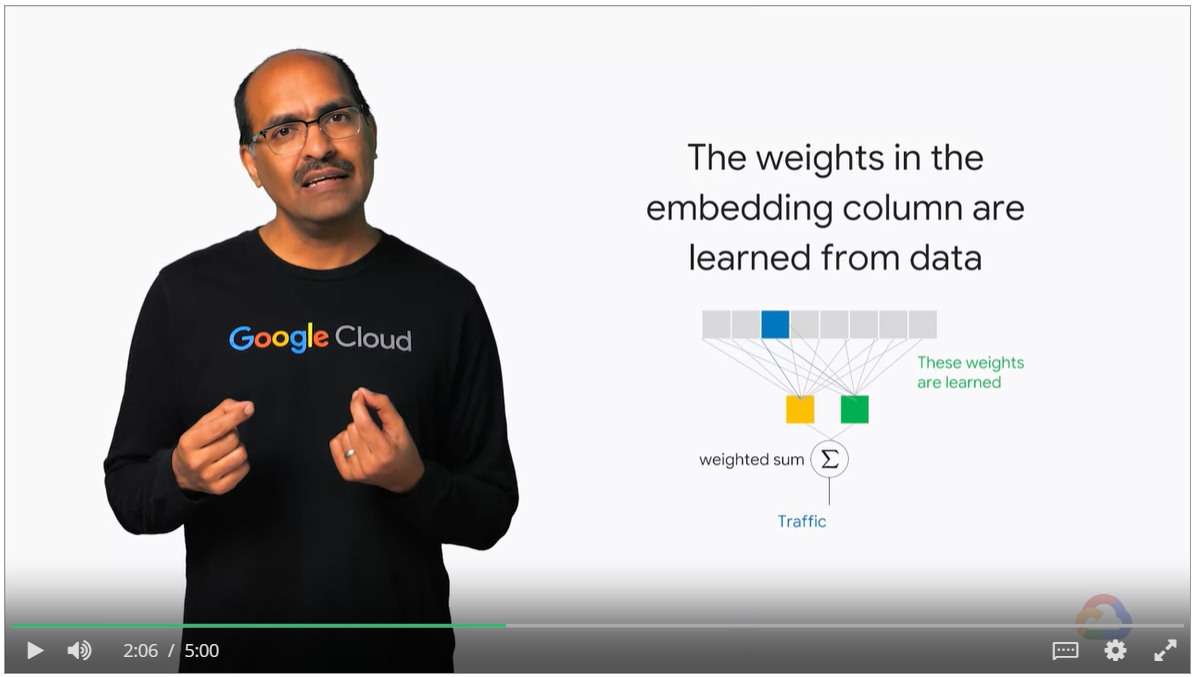 The weights in the
embedding column are
learned from data
Google Cloud
These weights
are learned
weighted sum Σ
Traffic
2:06 / 5:00